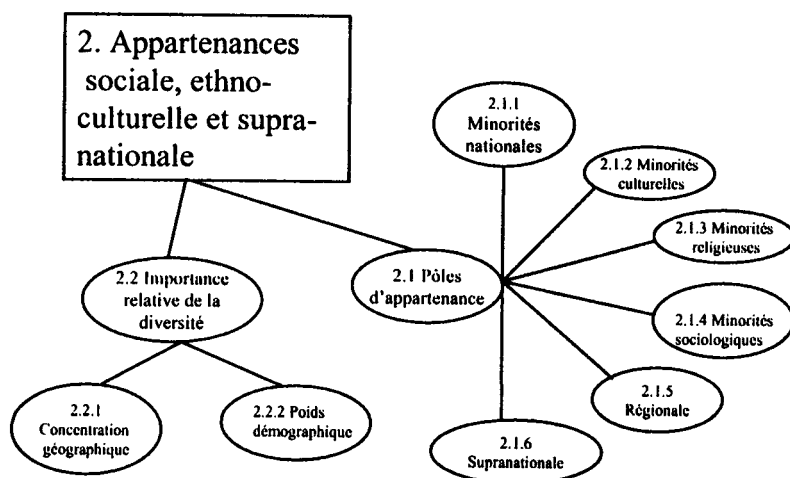 2. Appartenances
sociale, ethno-
culturelle et supra-
nationale
2.1.1
Minorités
nationales
2.1.2 Minorités
culturelles
2.1.3 Minorités
religieuses
2.2 Importance
relative de la
diversité
2.1 Pôles
d'appartenance
2.1.4 Minorités
sociologiques
2.2.1
Concentration
géographique
2.2.2 Poids
démographique
2.1.5
Régionale
2.1.6
Supranationale